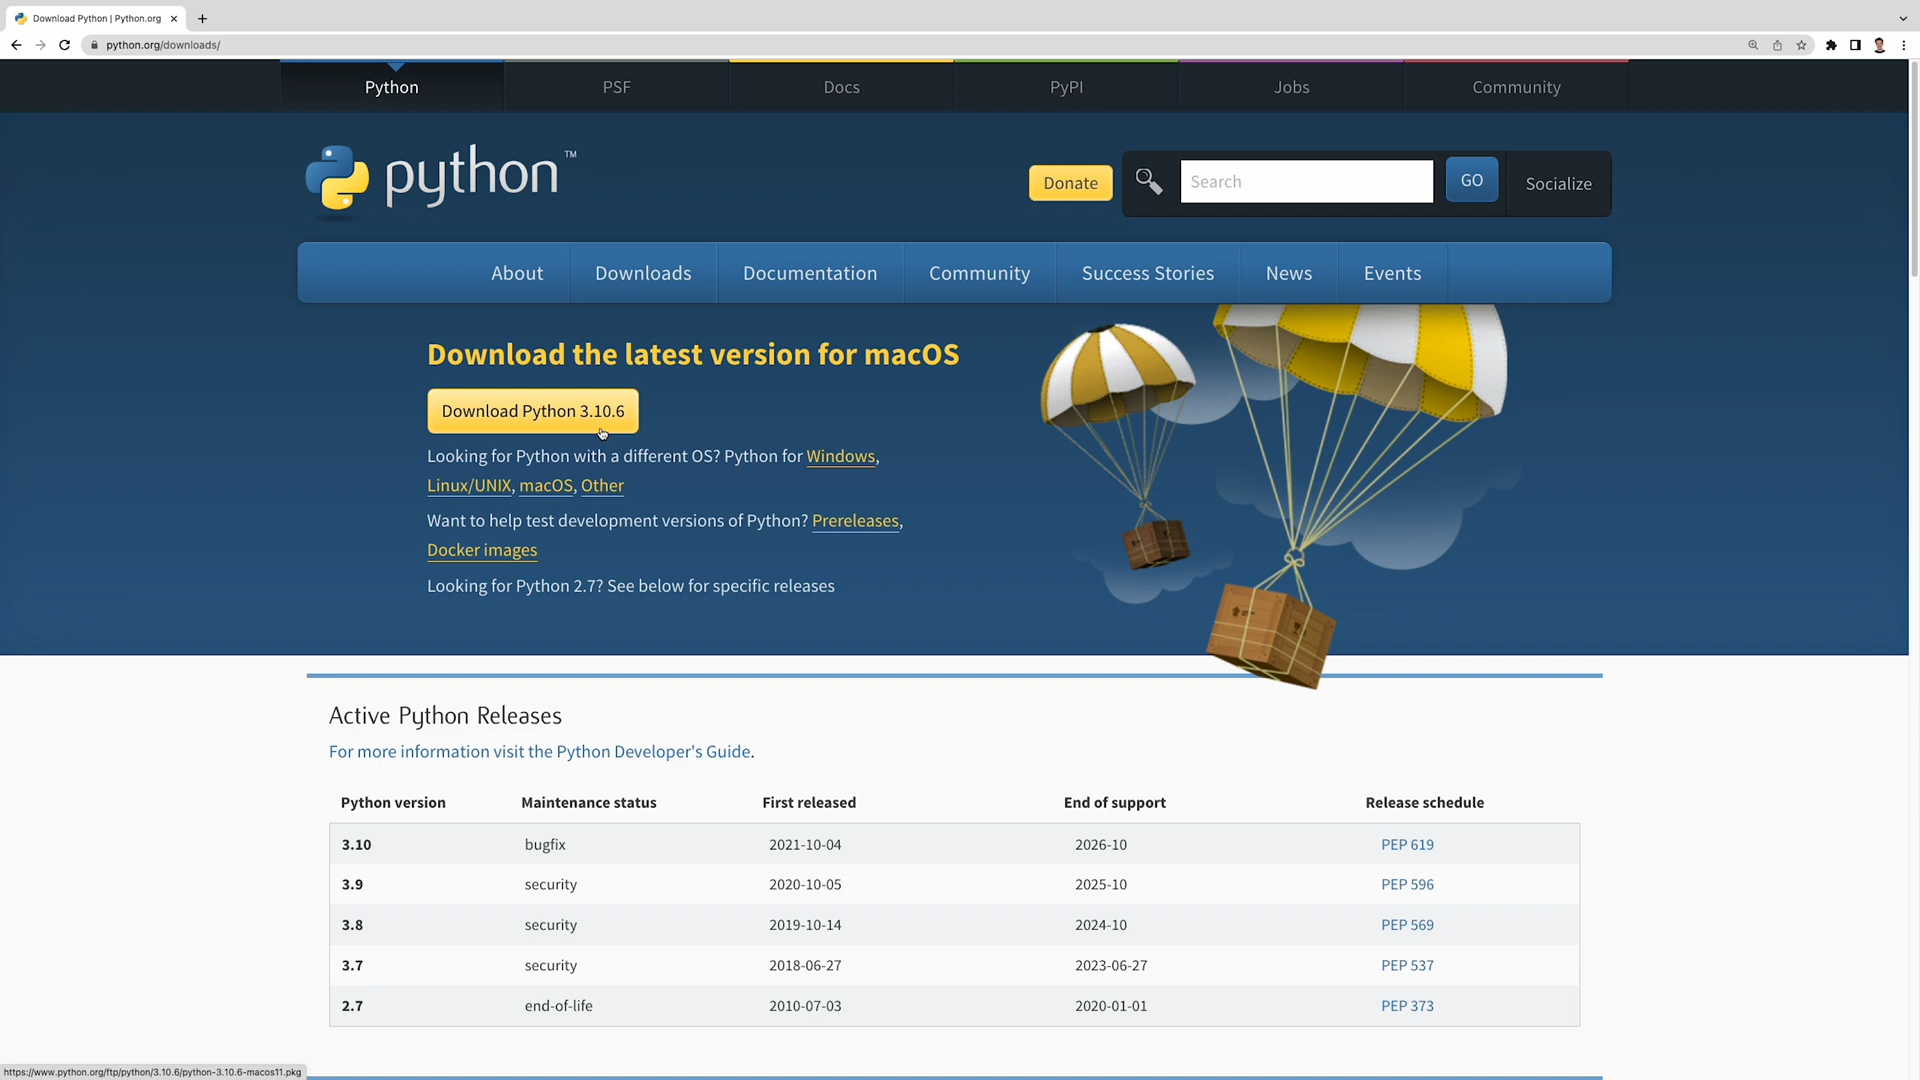 Download Python | Python.org
python.org/downloads/
Python PSF Docs PyPI Jobs Community
python™
Donate Search GO Socialize
About Downloads Documentation Community Success Stories News Events
Download the latest version for macOS
Download Python 3.10.6
Looking for Python with a different OS? Python for Windows,
Linux/UNIX, macOS, Other
Want to help test development versions of Python? Prereleases,
Docker images
Looking for Python 2.7? See below for specific releases
Active Python Releases
For more information visit the Python Developer's Guide.
Python version Maintenance status First released End of support Release schedule
3.10 bugfix 2021-10-04 2026-10 PEP 619
3.9 security 2020-10-05 2025-10 PEP 596
3.8 security 2019-10-14 2024-10 PEP 569
3.7 security 2018-06-27 2023-06-27 PEP 537
2.7 end-of-life 2010-07-03 2020-01-01 PEP 373
https://www.python.org/ftp/python/3.10.6/python-3.10.6-macos11.pkg